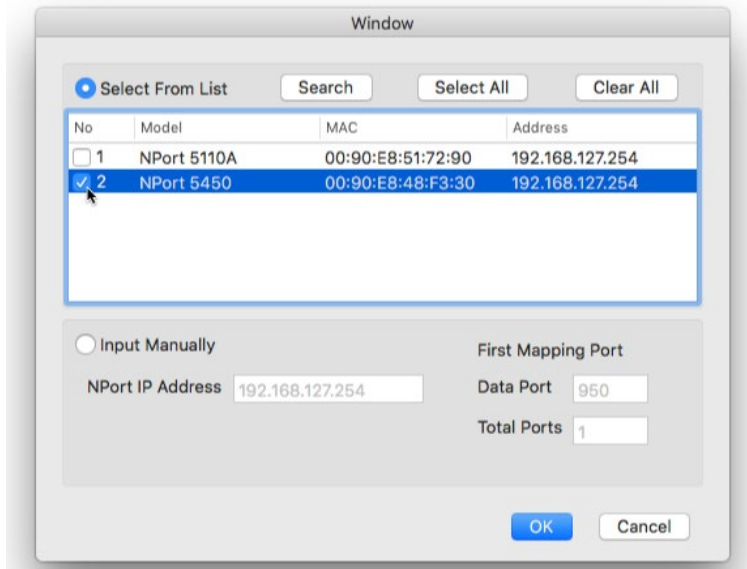 Window
Select From List Search Select All Clear All
No Model MAC Address
1 NPort 5110A 00:90:E8:51:72:90 192.168.127.254
2 NPort 5450 00:90:E8:48:F3:30 192.168.127.254
Input Manually
First Mapping Port
NPort IP Address 192.168.127.254 Data Port 950
Total Ports 1
OK Cancel